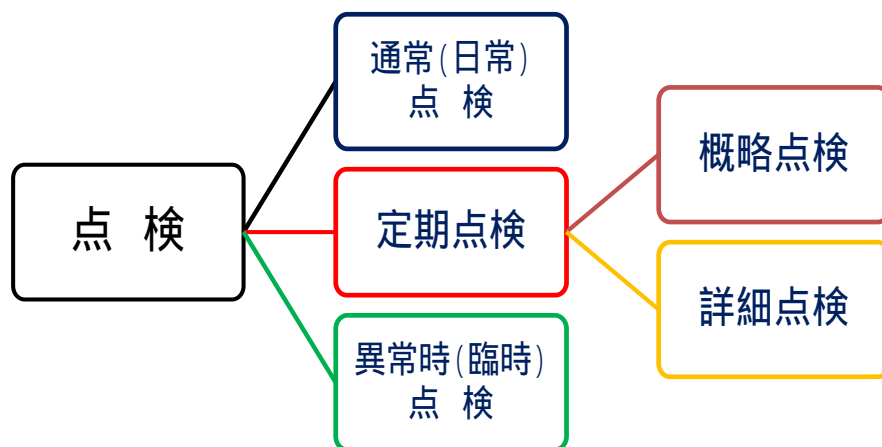 点 検
通常(日常)
点 検
定期点検
異常時(臨時)
点 検
概略点検
詳細点検